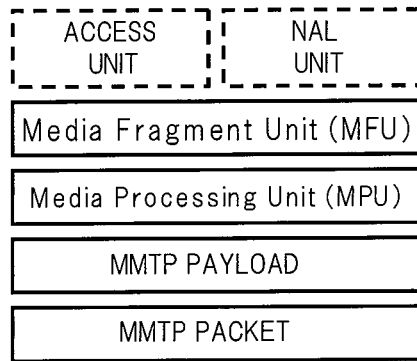 ACCESS
UNIT
NAL
UNIT
Media Fragment Unit (MFU)
Media Processing Unit (MPU)
MMTP PAYLOAD
MMTP PACKET